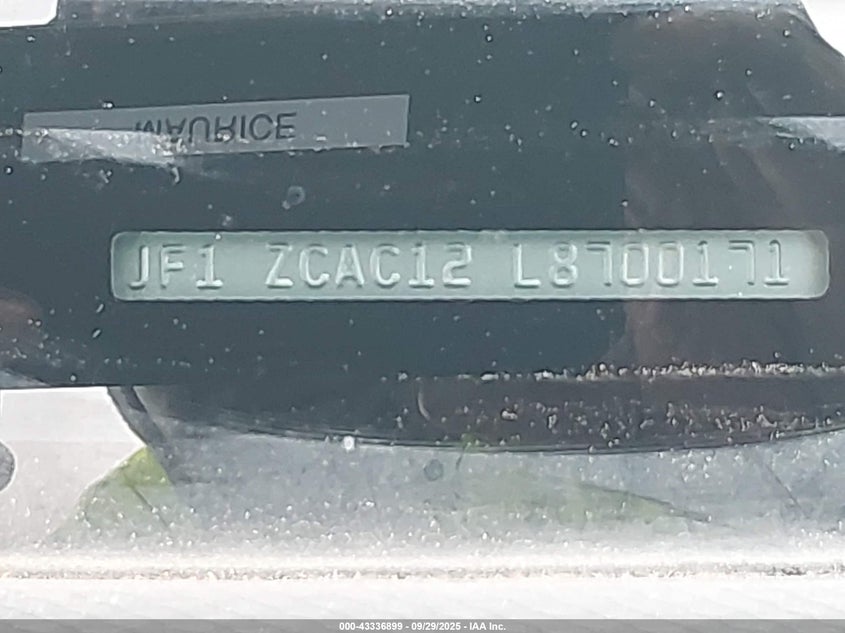 MAURICE
JF1 ZCAC12 L8700171
000-43336899 - 09/29/2025 - IAA Inc.